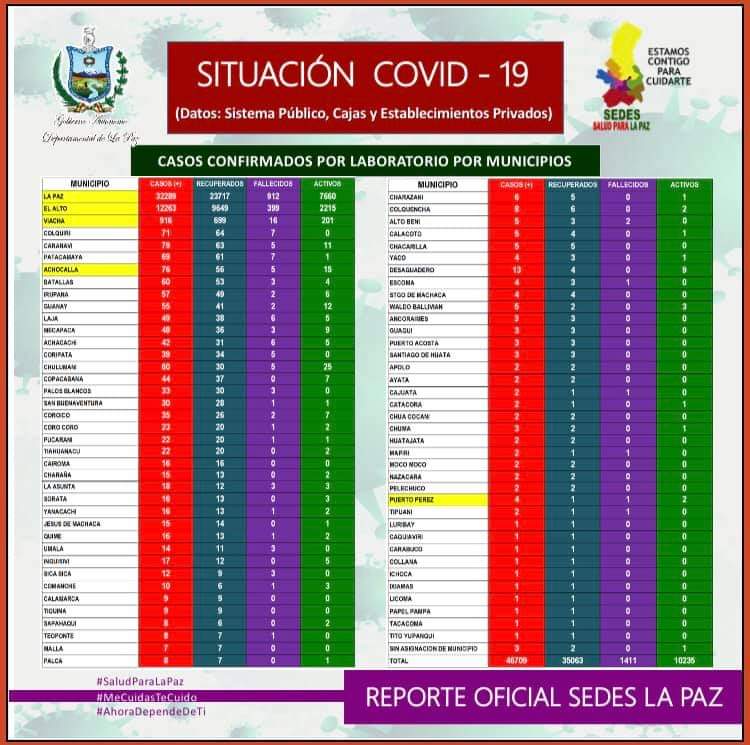 Gobierno Autónomo
Departamental de La Paz
SITUACIÓN COVID - 19
(Datos: Sistema Público, Cajas y Establecimientos Privados)
ESTAMOS
CONTIGO
PARA
CUIDARTE
SEDES
SALUD PARA LA PAZ
CASOS CONFIRMADOS POR LABORATORIO POR MUNICIPIOS
MUNICIPIO CASOS (+) RECUPERADOS FALLECIDOS ACTIVOS
LA PAZ 32289 23717 912 7660
EL ALTO 12263 9649 399 2215
VIACHA 916 699 16 201
COLQUIRI 71 64 7 0
CARANAVI 79 63 5 11
PATACAMAYA 69 61 7 1
ACHOCALLA 76 56 5 15
BATALLAS 60 53 3 4
IRUPANA 57 49 2 6
GUANAY 55 41 2 12
LAJA 49 38 6 5
MECAPACA 48 36 3 9
ACHACACHI 42 31 6 5
CORIPATA 39 34 5 0
CHULUMANI 60 30 5 25
COPACABANA 44 37 0 7
PALOS BLANCOS 33 30 3 0
SAN BUENAVENTURA 30 28 1 1
COROICO 35 26 2 7
CORO CORO 23 20 1 2
PUCARANI 22 20 1 1
TIAHUANACU 22 20 0 2
CAIROMA 16 16 0 0
CHARAÑA 15 13 0 2
LA ASUNTA 18 12 3 3
SORATA 16 13 0 3
YANACACHI 16 13 1 2
JESUS DE MACHACA 15 14 0 1
QUIME 16 13 1 2
UMALA 14 11 3 0
INQUISIVI 17 12 0 5
SICA SICA 12 9 3 0
COMANCHE 10 6 1 3
CALAMARCA 9 9 0 0
TIQUINA 9 9 0 0
SAPAHAQUI 8 6 0 2
TEOPONTE 8 7 1 0
MALLA 7 7 0 0
PALCA 8 7 0 1
MUNICIPIO CASOS (+) RECUPERADOS FALLECIDOS ACTIVOS
CHARAZANI 6 5 0 1
COLQUENCHA 8 6 0 2
ALTO BENI 5 3 2 0
CALACOTO 5 4 0 1
CHACARILLA 5 5 0 0
YACO 4 3 0 1
DESAGUADERO 13 4 0 9
ESCOMA 4 3 1 0
STGO DE MACHACA 4 4 0 0
WALDO BALLIVIAN 5 2 0 3
ANCORAIMES 3 3 0 0
GUAQUI 3 3 0 0
PUERTO ACOSTA 3 3 0 0
SANTIAGO DE HUATA 3 3 0 0
APOLO 2 2 0 0
AYATA 2 2 0 0
CAJUATA 2 1 1 0
CATACORA 2 1 0 1
CHUA COCANI 2 2 0 0
CHUMA 3 2 0 1
HUATAJATA 2 2 0 0
MAPIRI 2 1 1 0
MOCO MOCO 2 2 0 0
NAZACARA 2 2 0 0
PELECHUCO 2 2 0 0
PUERTO PEREZ 4 1 1 2
TIPUANI 2 1 1 0
LURIBAY 1 1 0 0
CAQUIAVIRI 1 1 0 0
CARABUCO 1 1 0 0
COLLANA 1 1 0 0
ICHOCA 1 1 0 0
IXIAMAS 1 1 0 0
LICOMA 1 1 0 0
PAPEL PAMPA 1 1 0 0
TACACOMA 1 1 0 0
TITO YUPANQUI 1 1 0 0
SIN ASIGNACION DE MUNICIPIO 3 2 0 1
TOTAL 46709 35063 1411 10235
#SaludParaLaPaz
#MeCuidasTeCuido
#AhoraDependeDeTi
REPORTE OFICIAL SEDES LA PAZ